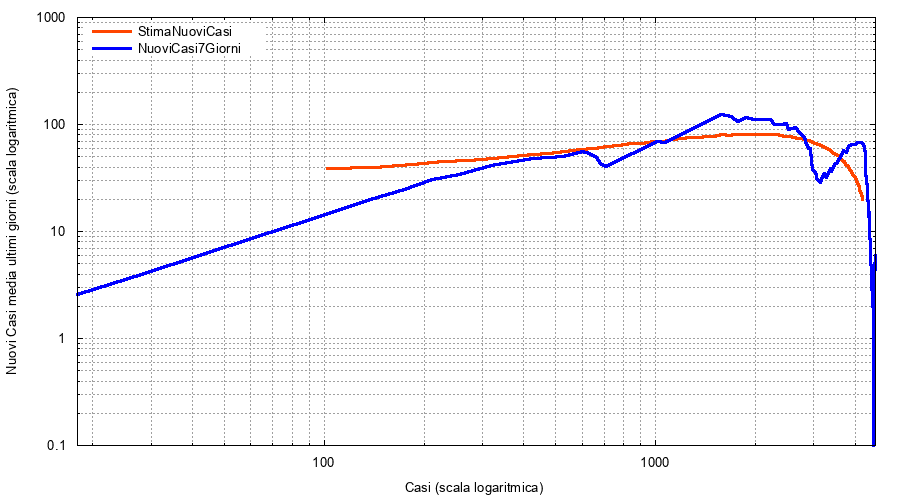 StimaNuoviCasi
NuoviCasi7Giorni
1000
100
10
1
0.1
Nuovi Casi media ultimi giorni (scala logaritmica)
100
1000
Casi (scala logaritmica)